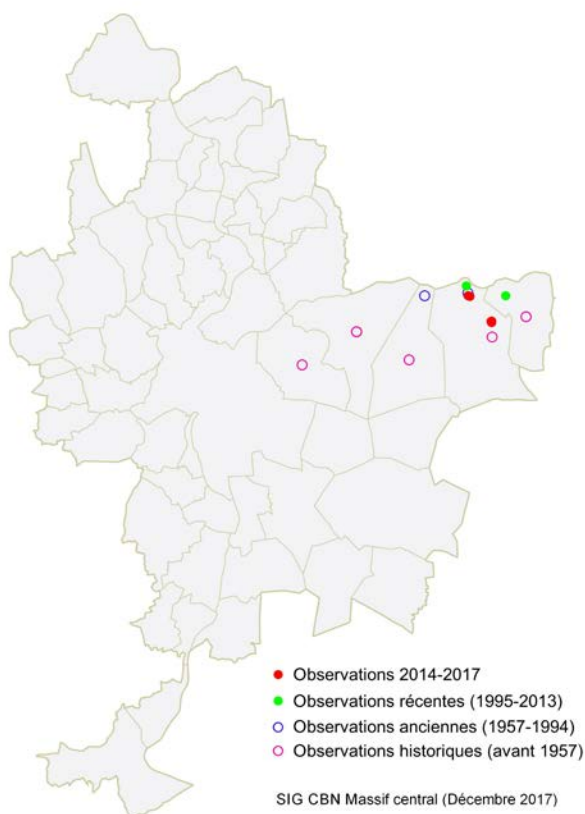 Observations 2014-2017
Observations récentes (1995-2013)
Observations anciennes (1957-1994)
Observations historiques (avant 1957)
SIG CBN Massif central (Décembre 2017)